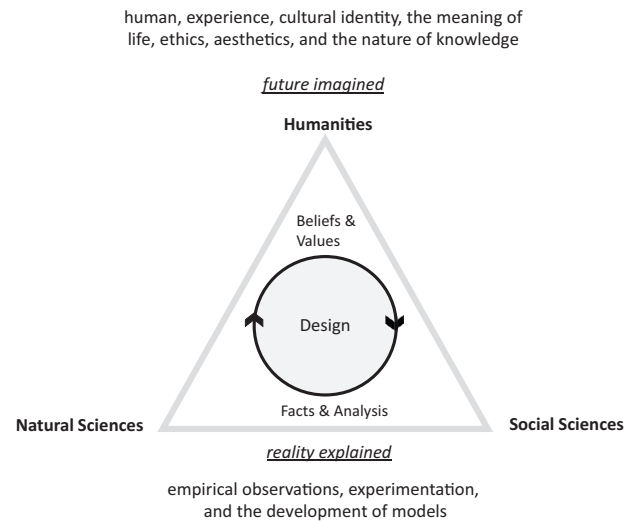 human, experience, cultural identity, the meaning of
life, ethics, aesthetics, and the nature of knowledge
future imagined
Humanities
Beliefs &
Values
Design
Facts & Analysis
Natural Sciences
Social Sciences
reality explained
empirical observations, experimentation,
and the development of models